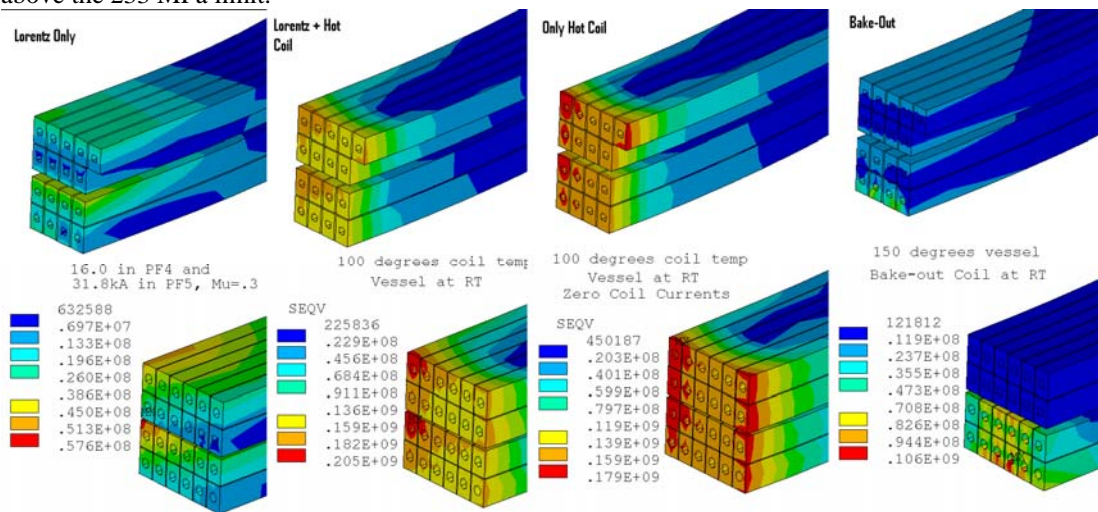 above the 233 MPa limit.
Lorentz Only
Lorentz + Hot
Coil
Only Hot Coil
Bake-Out
16.0 in PF4 and
31.8kA in PF5, Mu=.3
100 degrees coil temp
Vessel at RT
100 degrees coil temp
Vessel at RT
Zero Coil Currents
150 degrees vessel
Bake-out Coil at RT
632588
.697E+07
.133E+08
.196E+08
.260E+08
.386E+08
.450E+08
.513E+08
.576E+08
SEQV
225836
.229E+08
.456E+08
.684E+08
.911E+08
.136E+09
.159E+09
.182E+09
.205E+09
SEQV
450187
.203E+08
.401E+08
.599E+08
.797E+08
.119E+09
.139E+09
.159E+09
.179E+09
121812
.119E+08
.237E+08
.355E+08
.473E+08
.708E+08
.826E+08
.944E+08
.106E+09